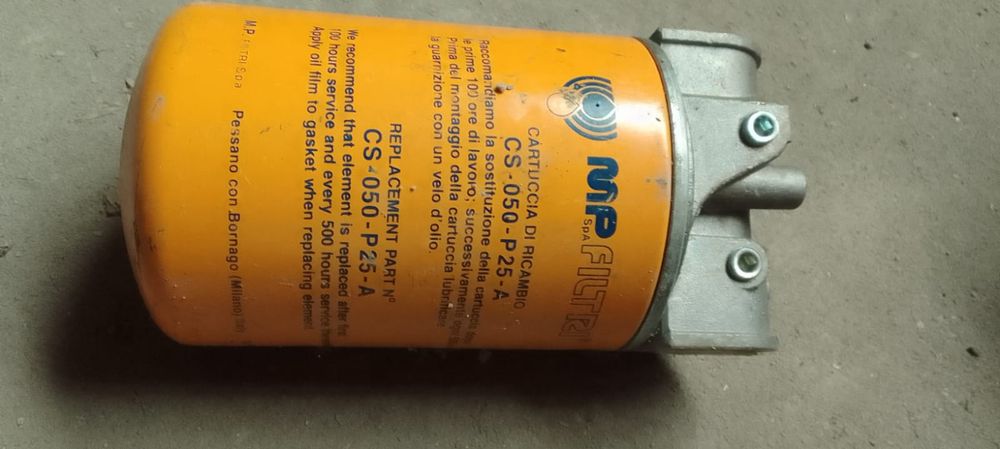 MP FILTRI
SpA
CARTUCCIA DI RICAMBIO
CS-050-P25-A
Raccomandiamo la sostituzione della cartuccia dopo
le prime 100 ore di lavoro; successivamente ogni
Prima del montaggio della cartuccia lubrificare
la guarnizione con un velo d'olio.
REPLACEMENT PART N°
CS-050-P25-A
We recommend that element is replaced after first
100 hours service and every 500 hours service
Apply oil film to gasket when replacing element
M.P. FILTRI S.p.a Pessano con Bornago (Milano)